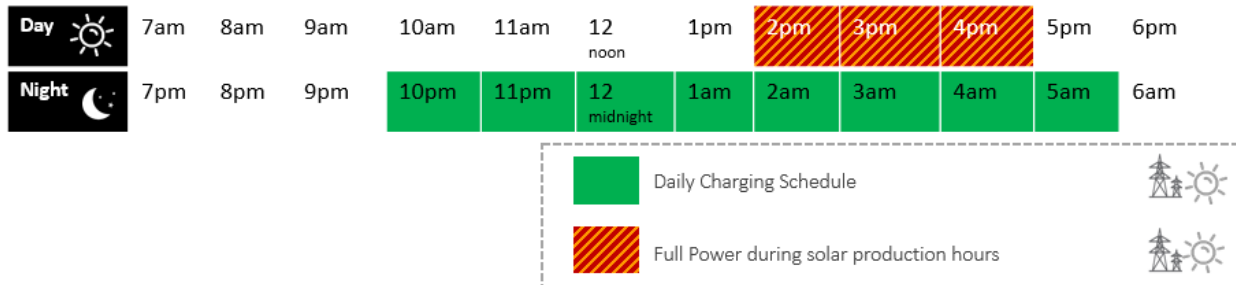 Day 7am 8am 9am 10am 11am 12 noon 1pm 2pm 3pm 4pm 5pm 6pm
Night 7pm 8pm 9pm 10pm 11pm 12 midnight 1am 2am 3am 4am 5am 6am
Daily Charging Schedule
Full Power during solar production hours